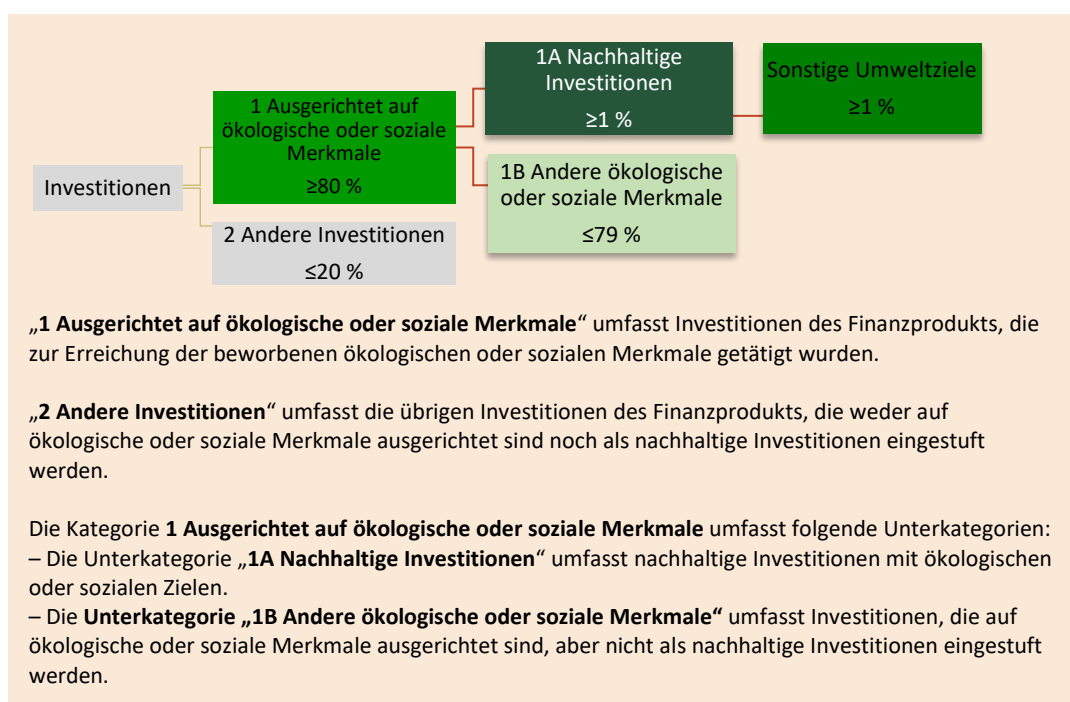 Investitionen
1 Ausgerichtet auf
ökologische oder soziale
Merkmale
≥80 %
2 Andere Investitionen
≤20 %
1A Nachhaltige
Investitionen
≥1 %
1B Andere ökologische
oder soziale Merkmale
≤79 %
Sonstige Umweltziele
≥1 %
„1 Ausgerichtet auf ökologische oder soziale Merkmale“ umfasst Investitionen des Finanzprodukts, die
zur Erreichung der beworbenen ökologischen oder sozialen Merkmale getätigt wurden.
„2 Andere Investitionen“ umfasst die übrigen Investitionen des Finanzprodukts, die weder auf
ökologische oder soziale Merkmale ausgerichtet sind noch als nachhaltige Investitionen eingestuft
werden.
Die Kategorie 1 Ausgerichtet auf ökologische oder soziale Merkmale umfasst folgende Unterkategorien:
– Die Unterkategorie „1A Nachhaltige Investitionen“ umfasst nachhaltige Investitionen mit ökologischen
oder sozialen Zielen.
– Die Unterkategorie „1B Andere ökologische oder soziale Merkmale“ umfasst Investitionen, die auf
ökologische oder soziale Merkmale ausgerichtet sind, aber nicht als nachhaltige Investitionen eingestuft
werden.